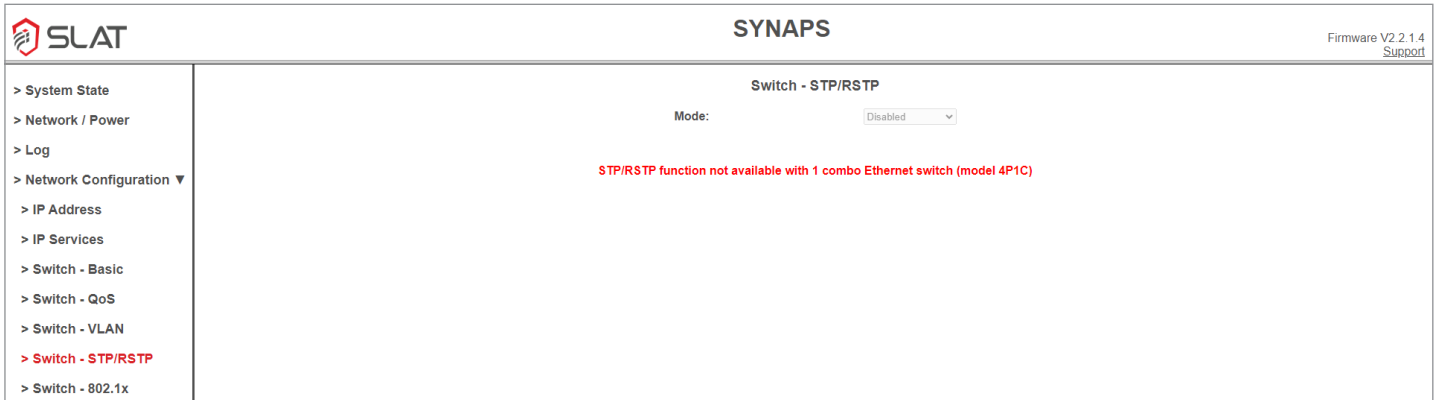 SLAT
SYNAPS
Firmware V2.2.1.4
Support
> System State
> Network / Power
> Log
> Network Configuration ▼
> IP Address
> IP Services
> Switch - Basic
> Switch - QoS
> Switch - VLAN
> Switch - STP/RSTP
> Switch - 802.1x
Switch - STP/RSTP
Mode: Disabled
STP/RSTP function not available with 1 combo Ethernet switch (model 4P1C)